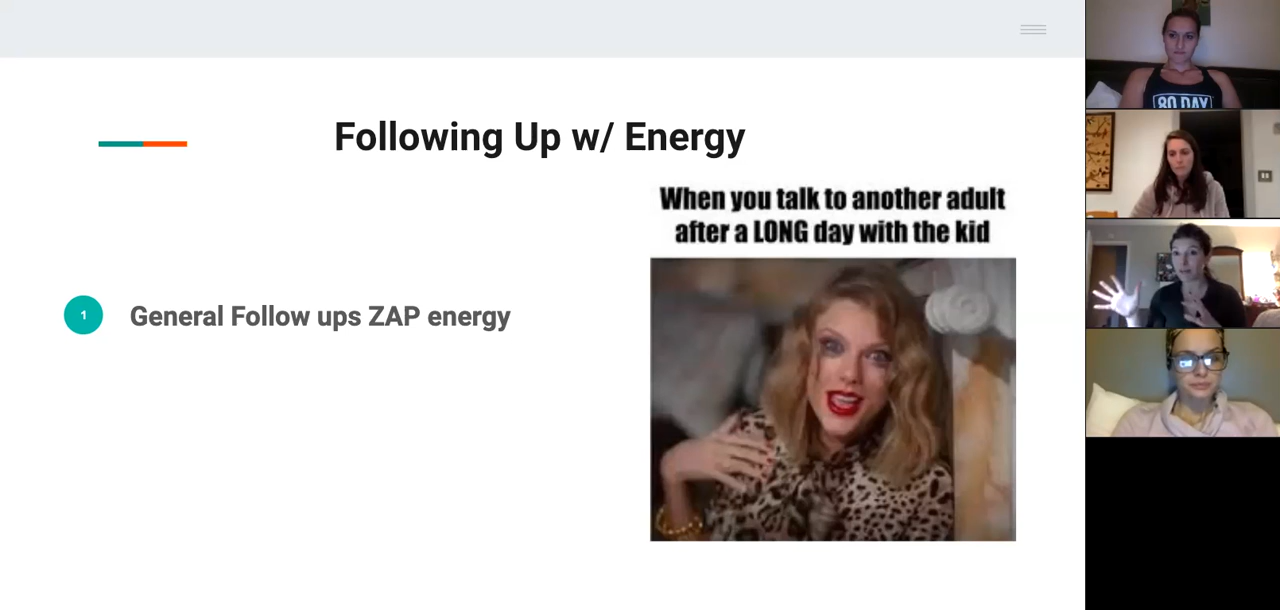 Following Up w/ Energy
When you talk to another adult
after a LONG day with the kid
1
General Follow ups ZAP energy
80 DAY